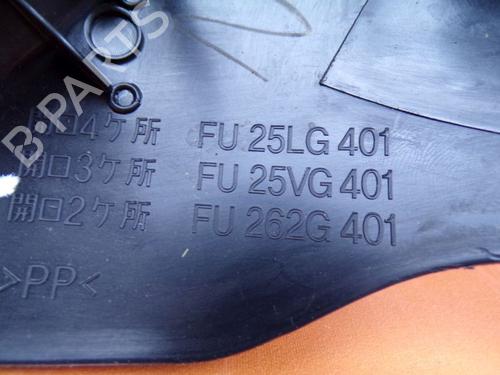 B-PARTS
開口4ケ所 FU 25LG 401
開口3ケ所 FU 25VG 401
開口2ケ所 FU 262G 401
>PP<